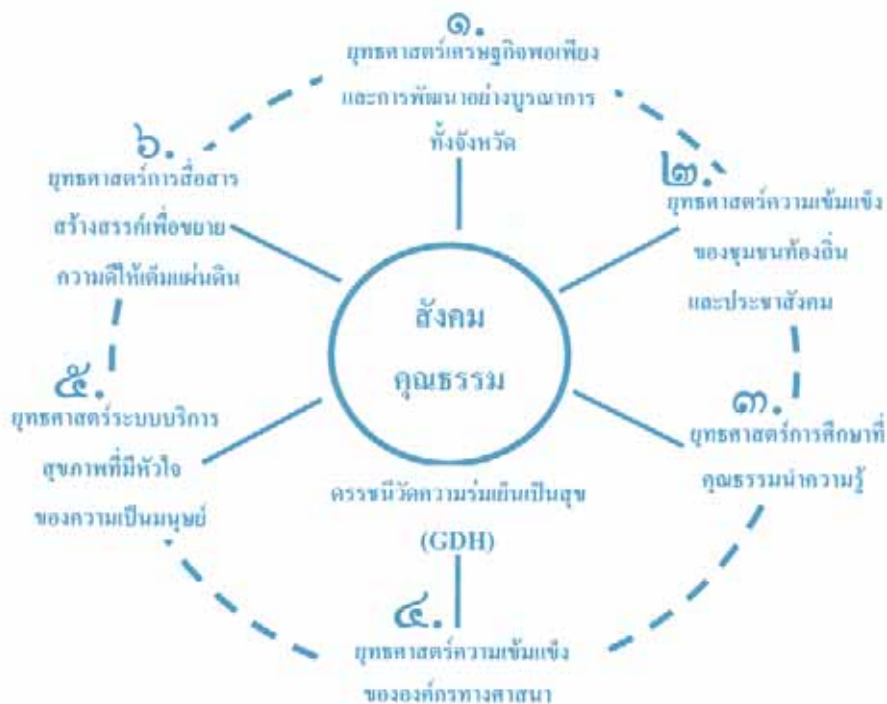 ๑.
ยุทธศาสตร์เศรษฐกิจพอเพียง
และการพัฒนาอย่างบูรณาการ
ทั้งจังหวัด
๒.
ยุทธศาสตร์ความเข้มแข็ง
ของชุมชนท้องถิ่น
และประชาสังคม
๓.
ยุทธศาสตร์การศึกษาที่
คุณธรรมนำความรู้
๔.
ยุทธศาสตร์ความเข้มแข็ง
ขององค์กรทางศาสนา
๕.
ยุทธศาสตร์ระบบบริการ
สุขภาพที่มีหัวใจ
ของความเป็นมนุษย์
๖.
ยุทธศาสตร์การสื่อสาร
สร้างสรรค์เพื่อขยาย
ความดีให้เต็มแผ่นดิน
สังคม
คุณธรรม
ดรรชนีวัดความร่มเย็นเป็นสุข
(GDH)